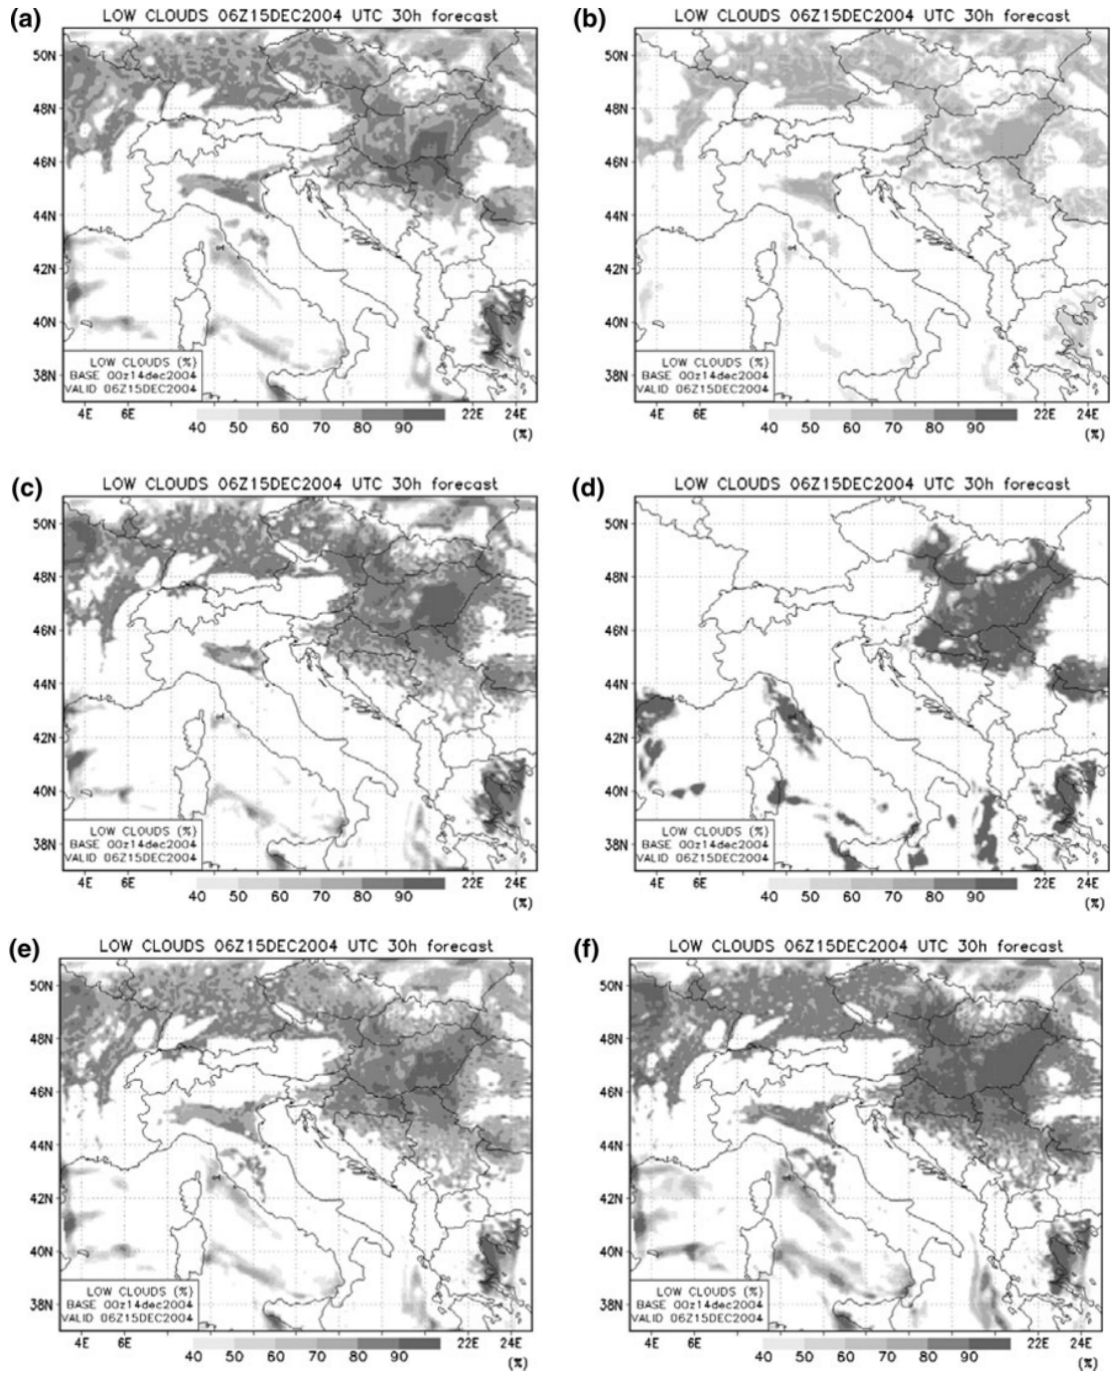 (a)
LOW CLOUDS 06Z15DEC2004 UTC 30h forecast
50N
48N
46N
44N
42N
40N
38N
LOW CLOUDS (%)
BASE 00z14dec2004
VALID 06Z15DEC2004
4E 6E 22E 24E
40 50 60 70 80 90
(%)
(b)
LOW CLOUDS 06Z15DEC2004 UTC 30h forecast
50N
48N
46N
44N
42N
40N
38N
LOW CLOUDS (%)
BASE 00z14dec2004
VALID 06Z15DEC2004
4E 6E 22E 24E
40 50 60 70 80 90
(%)
(c)
LOW CLOUDS 06Z15DEC2004 UTC 30h forecast
50N
48N
46N
44N
42N
40N
38N
LOW CLOUDS (%)
BASE 00z14dec2004
VALID 06Z15DEC2004
4E 6E 22E 24E
40 50 60 70 80 90
(%)
(d)
LOW CLOUDS 06Z15DEC2004 UTC 30h forecast
50N
48N
46N
44N
42N
40N
38N
LOW CLOUDS (%)
BASE 00z14dec2004
VALID 06Z15DEC2004
4E 6E 22E 24E
40 50 60 70 80 90
(%)
(e)
LOW CLOUDS 06Z15DEC2004 UTC 30h forecast
50N
48N
46N
44N
42N
40N
38N
LOW CLOUDS (%)
BASE 00z14dec2004
VALID 06Z15DEC2004
4E 6E 22E 24E
40 50 60 70 80 90
(%)
(f)
LOW CLOUDS 06Z15DEC2004 UTC 30h forecast
50N
48N
46N
44N
42N
40N
38N
LOW CLOUDS (%)
BASE 00z14dec2004
VALID 06Z15DEC2004
4E 6E 22E 24E
40 50 60 70 80 90
(%)